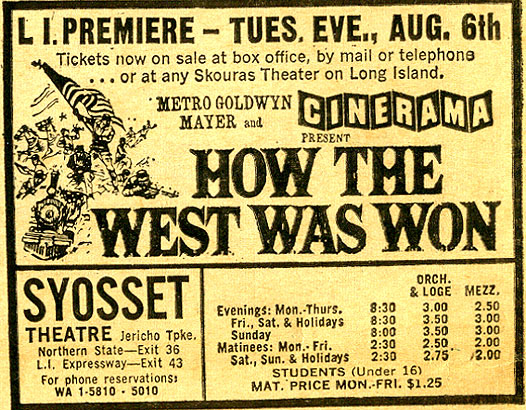 L I. PREMIERE – TUES. EVE., AUG. 6th
Tickets now on sale at box office, by mail or telephone
... or at any Skouras Theater on Long Island.
METRO GOLDWYN
MAYER and
CINERAMA
PRESENT
HOW THE
WEST WAS WON
SYOSSET
THEATRE Jericho Tpke.
Northern State—Exit 36
L.I. Expressway—Exit 43
For phone reservations:
WA 1-5810 - 5010
ORCH.
& LOGE MEZZ.
Evenings: Mon.-Thurs. 8:30 3.00 2.50
Fri., Sat. & Holidays 8:30 3.50 3.00
Sunday 8:00 3.50 3.00
Matinees: Mon. - Fri. 2:30 2.50 2.00
Sat., Sun. & Holidays 2:30 2.75 2.00
STUDENTS (Under 16)
MAT. PRICE MON.-FRI. $1.25